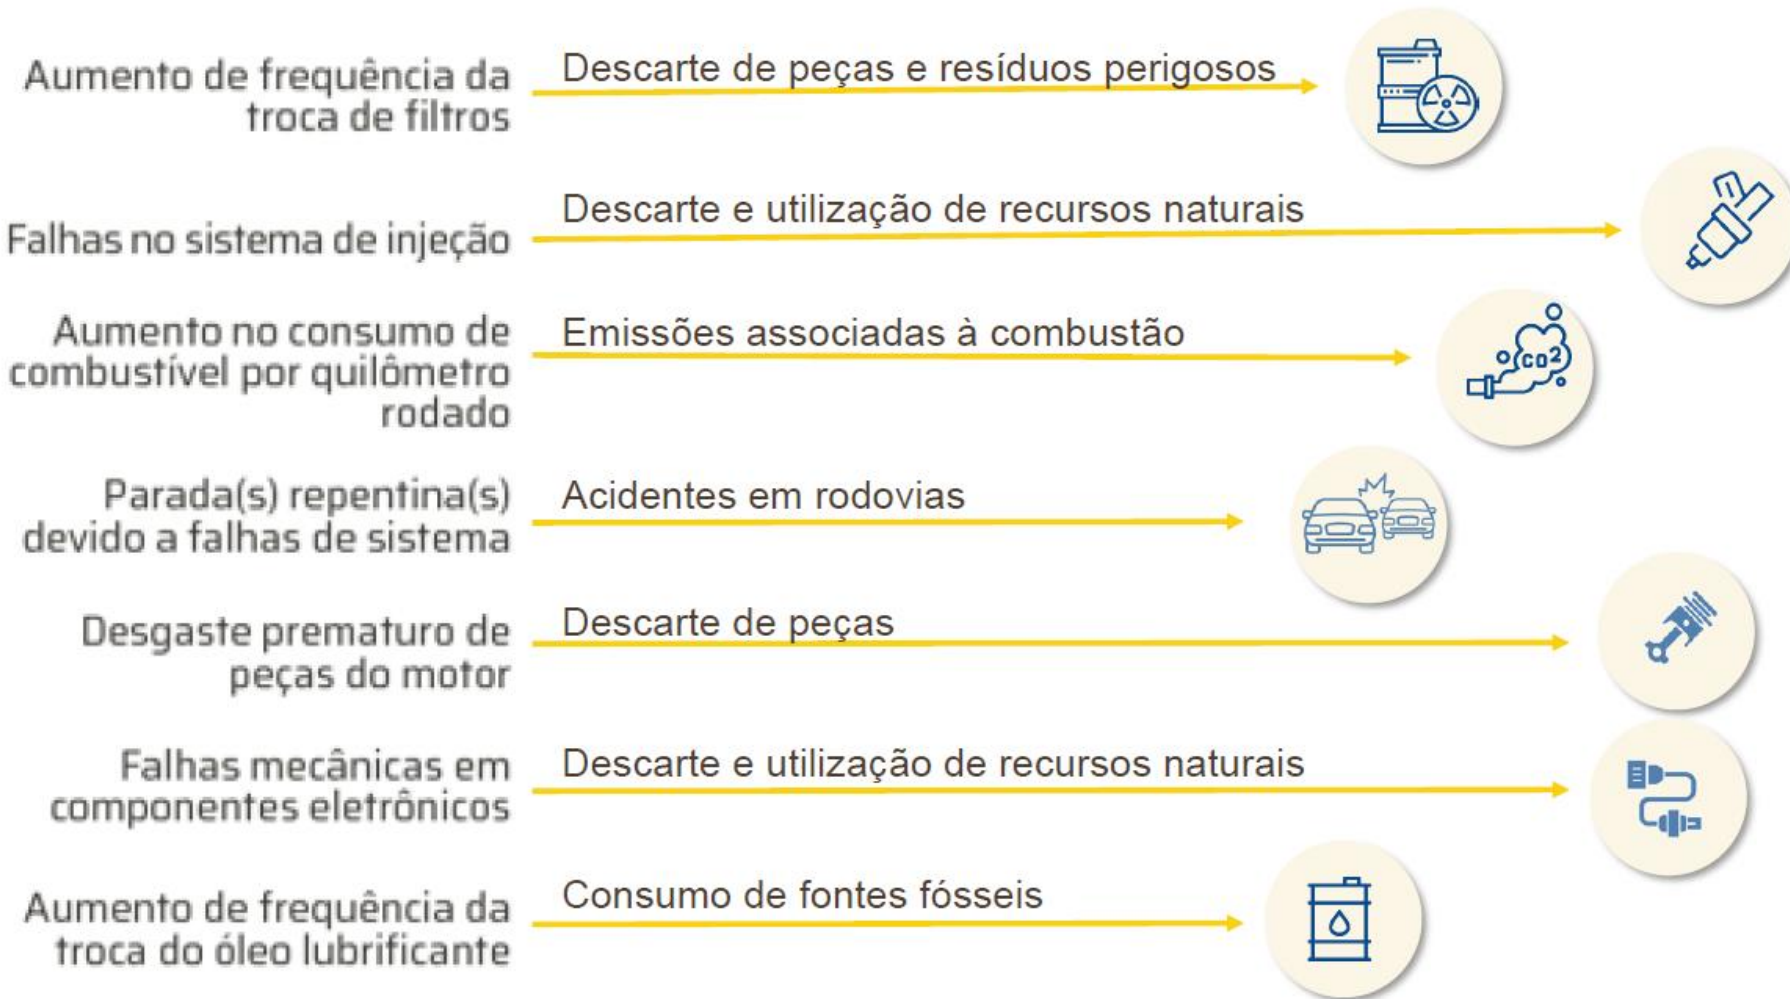 Aumento de frequência da
troca de filtros
Descarte de peças e resíduos perigosos
Falhas no sistema de injeção
Descarte e utilização de recursos naturais
Aumento no consumo de
combustível por quilômetro
rodado
Emissões associadas à combustão
CO2
Parada(s) repentina(s)
devido a falhas de sistema
Acidentes em rodovias
Desgaste prematuro de
peças do motor
Descarte de peças
Falhas mecânicas em
componentes eletrônicos
Descarte e utilização de recursos naturais
Aumento de frequência da
troca do óleo lubrificante
Consumo de fontes fósseis